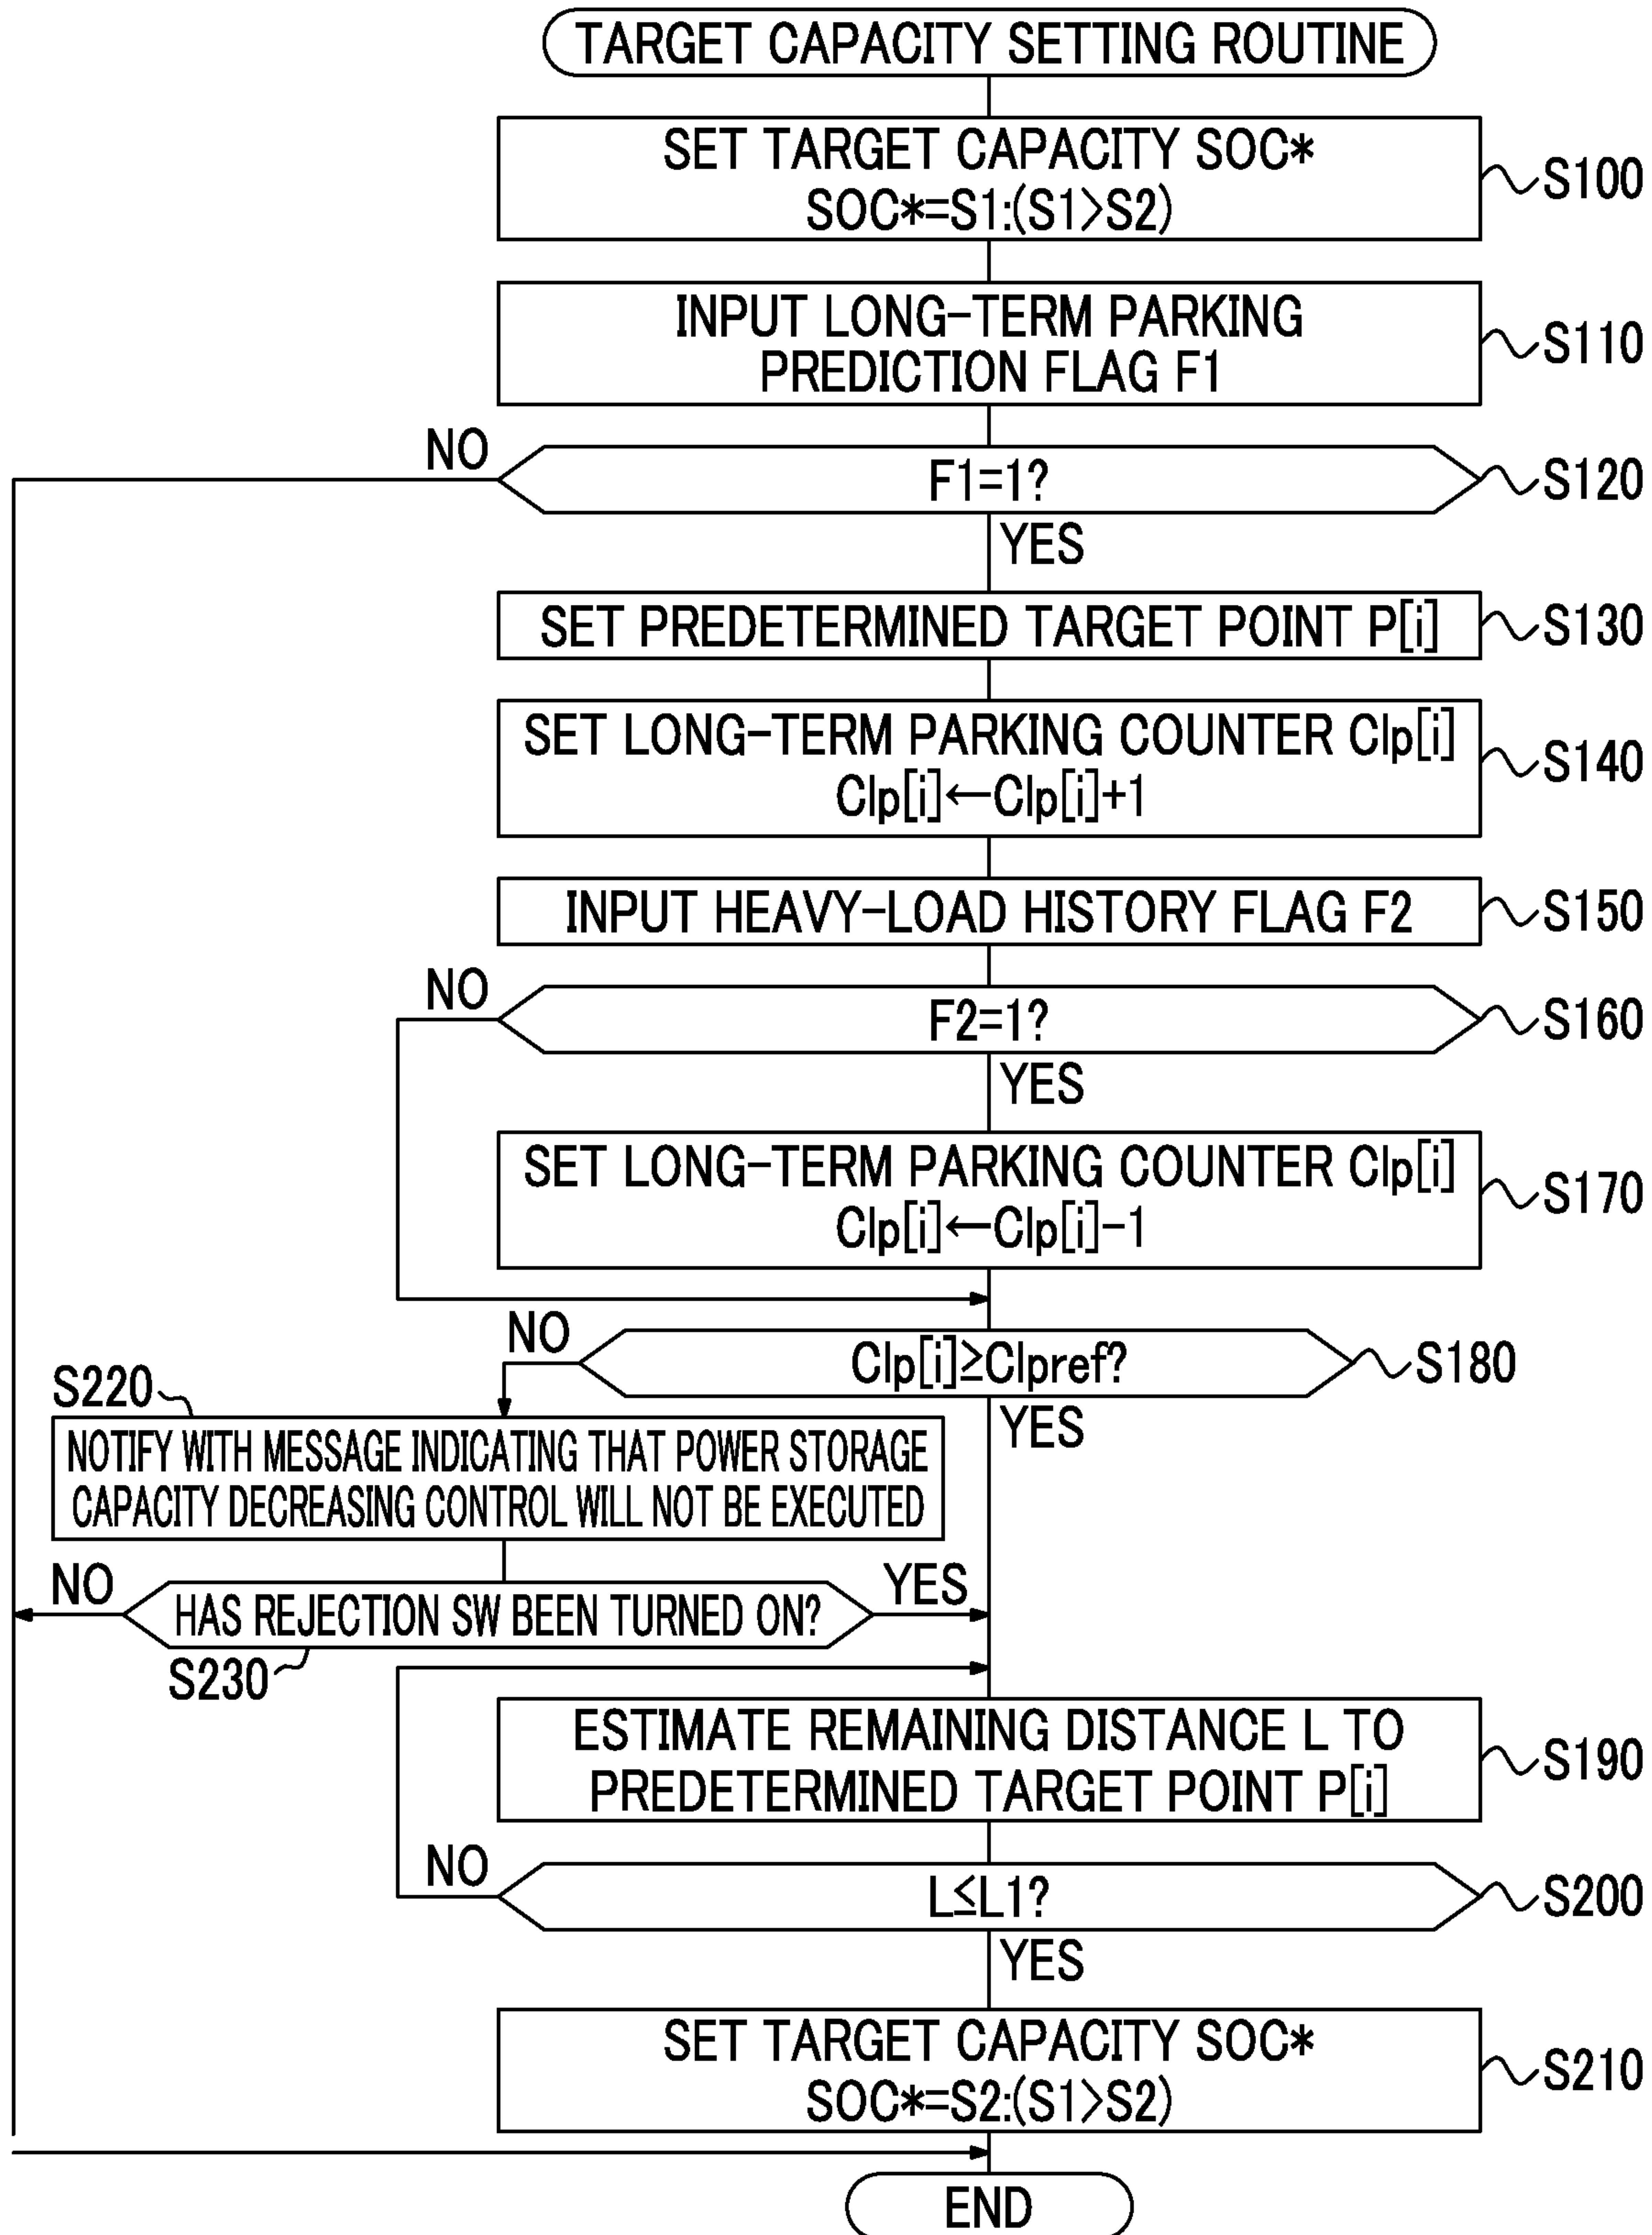 TARGET CAPACITY SETTING ROUTINE
SET TARGET CAPACITY SOC*
SOC*=S1:(S1>S2)
S100
INPUT LONG-TERM PARKING
PREDICTION FLAG F1
S110
NO
F1=1?
S120
YES
SET PREDETERMINED TARGET POINT P[i]
S130
SET LONG-TERM PARKING COUNTER Clp[i]
Clp[i]←Clp[i]+1
S140
INPUT HEAVY-LOAD HISTORY FLAG F2
S150
NO
F2=1?
S160
YES
SET LONG-TERM PARKING COUNTER Clp[i]
Clp[i]←Clp[i]-1
S170
NO
Clp[i]≥Clpref?
S180
YES
S220
NOTIFY WITH MESSAGE INDICATING THAT POWER STORAGE
CAPACITY DECREASING CONTROL WILL NOT BE EXECUTED
NO
HAS REJECTION SW BEEN TURNED ON?
YES
S230
ESTIMATE REMAINING DISTANCE L TO
PREDETERMINED TARGET POINT P[i]
S190
NO
L≤L1?
S200
YES
SET TARGET CAPACITY SOC*
SOC*=S2:(S1>S2)
S210
END